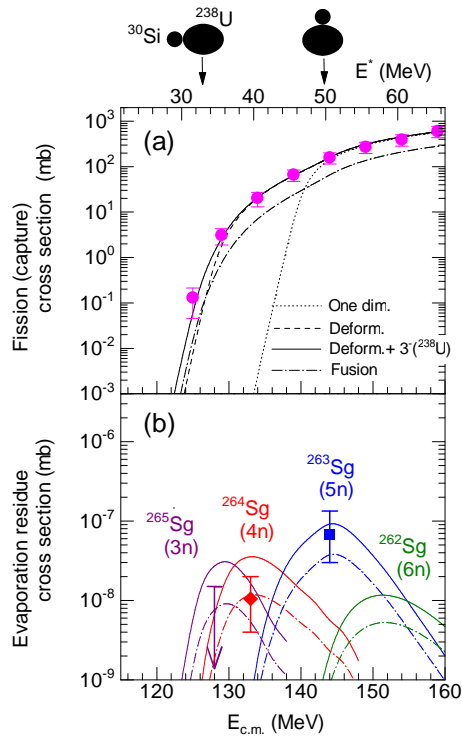 ³⁰Si ²³⁸U
E* (MeV)
30 40 50 60
(a)
Fission (capture)
cross section (mb)
10³
10²
10¹
10⁰
10⁻¹
10⁻²
10⁻³
One dim.
Deform.
Deform.+ 3⁻(²³⁸U)
Fusion
(b)
Evaporation residue
cross section (mb)
10⁻⁶
10⁻⁷
10⁻⁸
10⁻⁹
²⁶³Sg
(5n)
²⁶⁴Sg
(4n)
²⁶⁵Sg
(3n)
²⁶²Sg
(6n)
120 130 140 150 160
E_c.m. (MeV)